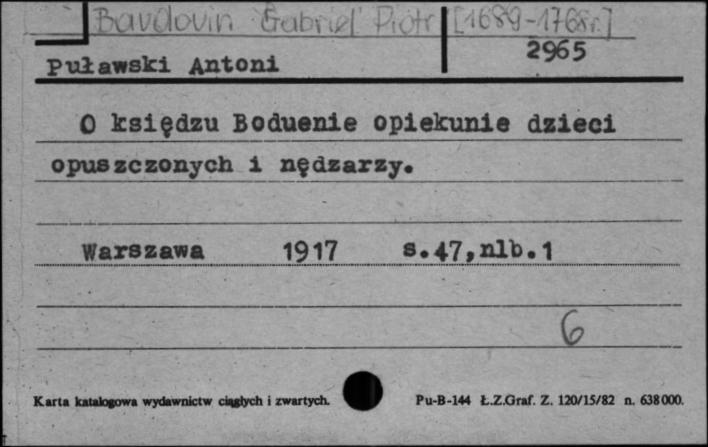 Baudouin Gabriel Piotr [1689-1768r.]
2965
Puławski Antoni
O księdzu Boduenie opiekunie dzieci
opuszczonych i nędzarzy.
Warszawa 1917 s.47,nlb.1
6
Karta katalogowa wydawnictw ciągłych i zwartych. Pu-B-144 Ł.Z.Graf. Z. 120/15/82 n. 638000.